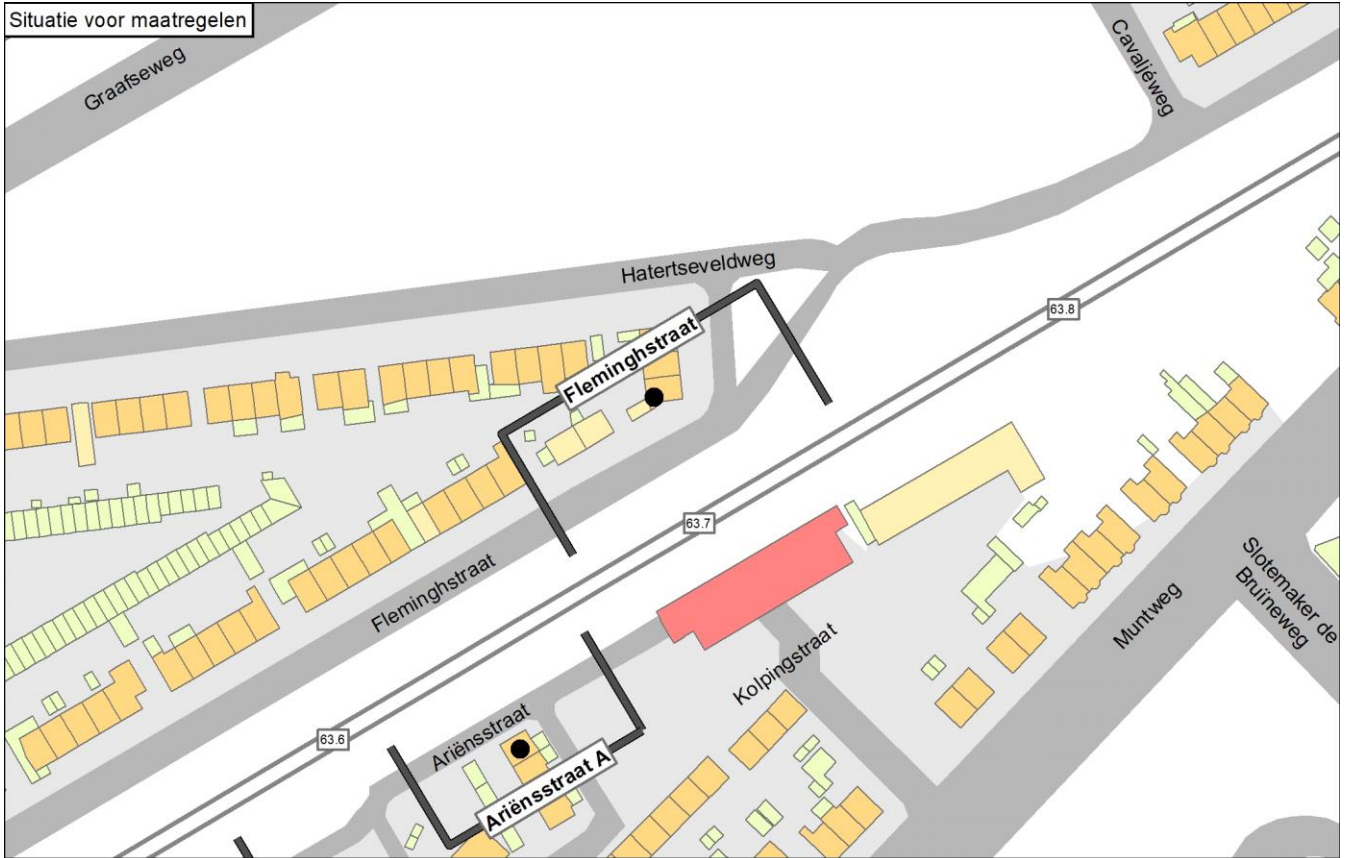 Situatie voor maatregelen
Graafseweg
Cavaljéweg
Hatertseveldweg
Fleminghstraat
63.8
63.7
Fleminghstraat
Slotemaker de
Bruïneweg
Muntweg
Kolpingstraat
63.6
Ariënsstraat
Ariënsstraat A